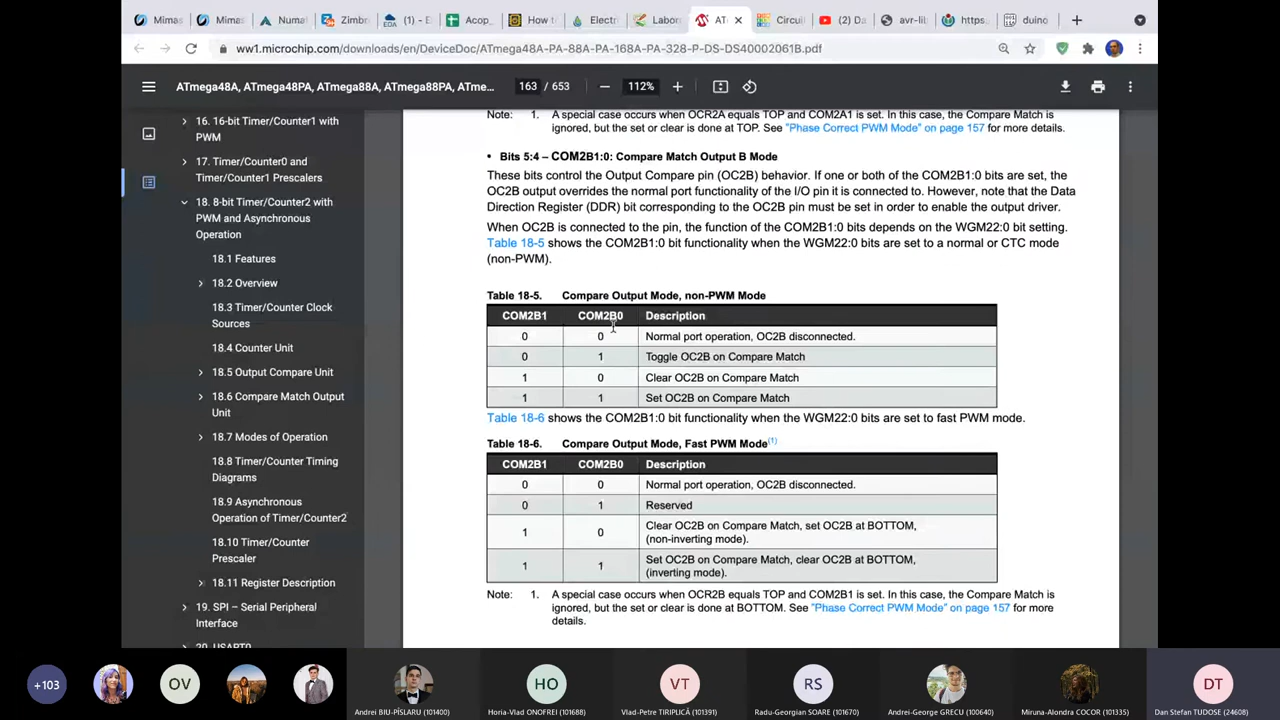 Mimas
Mimas
Numai
Zimbr
(1) - E
Acop
How to
Electri
Labor
AT
Circui
(2) Da
avr-lib
https:
duino
ww1.microchip.com/downloads/en/DeviceDoc/ATmega48A-PA-88A-PA-168A-PA-328-P-DS-DS40002061B.pdf
ATmega48A, ATmega48PA, ATmega88A, ATmega88PA, ATme...
163 / 653
112%
16. 16-bit Timer/Counter1 with
PWM
17. Timer/Counter0 and
Timer/Counter1 Prescalers
18. 8-bit Timer/Counter2 with
PWM and Asynchronous
Operation
18.1 Features
18.2 Overview
18.3 Timer/Counter Clock
Sources
18.4 Counter Unit
18.5 Output Compare Unit
18.6 Compare Match Output
Unit
18.7 Modes of Operation
18.8 Timer/Counter Timing
Diagrams
18.9 Asynchronous
Operation of Timer/Counter2
18.10 Timer/Counter
Prescaler
18.11 Register Description
19. SPI – Serial Peripheral
Interface
20. USART0
Note: 1. A special case occurs when OCR2A equals TOP and COM2A1 is set. In this case, the Compare Match is
ignored, but the set or clear is done at TOP. See "Phase Correct PWM Mode" on page 157 for more details.
• Bits 5:4 – COM2B1:0: Compare Match Output B Mode
These bits control the Output Compare pin (OC2B) behavior. If one or both of the COM2B1:0 bits are set, the
OC2B output overrides the normal port functionality of the I/O pin it is connected to. However, note that the Data
Direction Register (DDR) bit corresponding to the OC2B pin must be set in order to enable the output driver.
When OC2B is connected to the pin, the function of the COM2B1:0 bits depends on the WGM22:0 bit setting.
Table 18-5 shows the COM2B1:0 bit functionality when the WGM22:0 bits are set to a normal or CTC mode
(non-PWM).
Table 18-5. Compare Output Mode, non-PWM Mode
COM2B1 COM2B0 Description
0 0 Normal port operation, OC2B disconnected.
0 1 Toggle OC2B on Compare Match
1 0 Clear OC2B on Compare Match
1 1 Set OC2B on Compare Match
Table 18-6 shows the COM2B1:0 bit functionality when the WGM22:0 bits are set to fast PWM mode.
Table 18-6. Compare Output Mode, Fast PWM Mode(1)
COM2B1 COM2B0 Description
0 0 Normal port operation, OC2B disconnected.
0 1 Reserved
1 0 Clear OC2B on Compare Match, set OC2B at BOTTOM,
(non-inverting mode).
1 1 Set OC2B on Compare Match, clear OC2B at BOTTOM,
(inverting mode).
Note: 1. A special case occurs when OCR2B equals TOP and COM2B1 is set. In this case, the Compare Match is
ignored, but the set or clear is done at BOTTOM. See "Phase Correct PWM Mode" on page 157 for more
details.
+103
OV
Andrei BIU-PÎSLARU (101400)
HO
Horia-Vlad ONOFREI (101688)
VT
Vlad-Petre TIRIPLICĂ (101391)
RS
Radu-Georgian SOARE (101670)
Andrei-George GRECU (100640)
Miruna-Alondra COCOR (101335)
DT
Dan Stefan TUDOSE (24608)